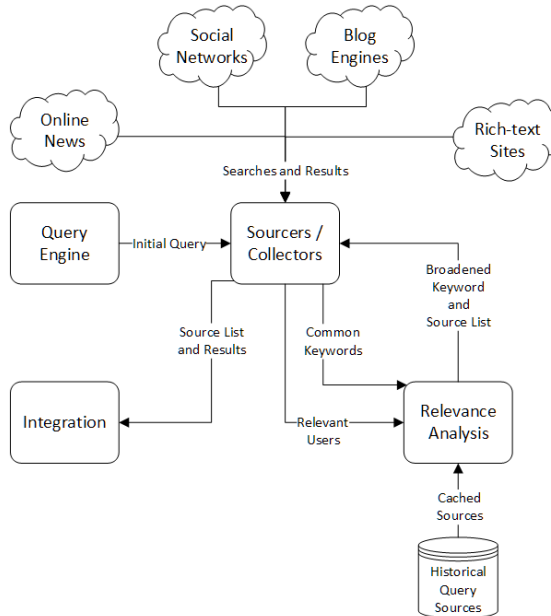 Social
Networks
Blog
Engines
Online
News
Rich-text
Sites
Searches and Results
Query
Engine
Initial Query
Sourcers /
Collectors
Broadened
Keyword
and
Source List
Source List
and Results
Common
Keywords
Integration
Relevant
Users
Relevance
Analysis
Cached
Sources
Historical
Query
Sources